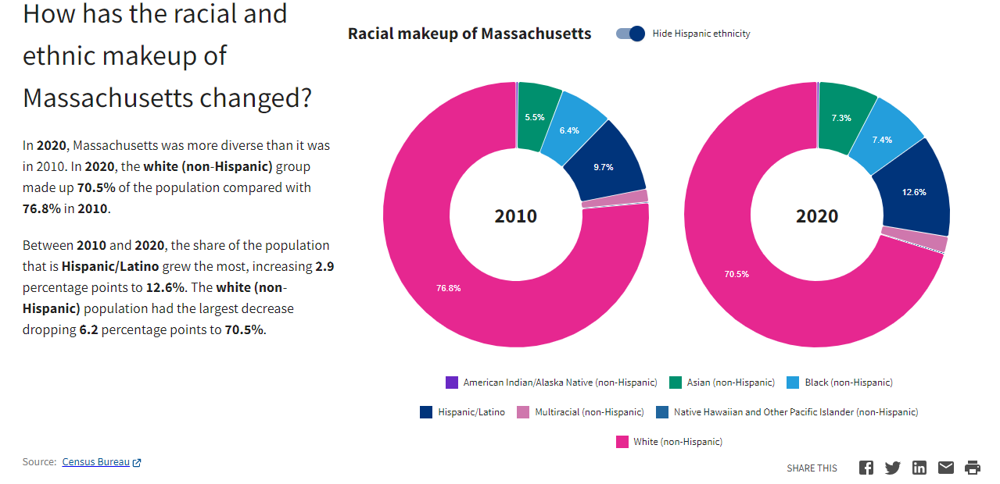 How has the racial and
ethnic makeup of
Massachusetts changed?
In 2020, Massachusetts was more diverse than it was
in 2010. In 2020, the white (non-Hispanic) group
made up 70.5% of the population compared with
76.8% in 2010.
Between 2010 and 2020, the share of the population
that is Hispanic/Latino grew the most, increasing 2.9
percentage points to 12.6%. The white (non-
Hispanic) population had the largest decrease
dropping 6.2 percentage points to 70.5%.
Source: Census Bureau
Racial makeup of Massachusetts
Hide Hispanic ethnicity
5.5%
6.4%
9.7%
2010
76.8%
7.3%
7.4%
12.6%
2020
70.5%
American Indian/Alaska Native (non-Hispanic) Asian (non-Hispanic) Black (non-Hispanic)
Hispanic/Latino Multiracial (non-Hispanic) Native Hawaiian and Other Pacific Islander (non-Hispanic)
White (non-Hispanic)
SHARE THIS